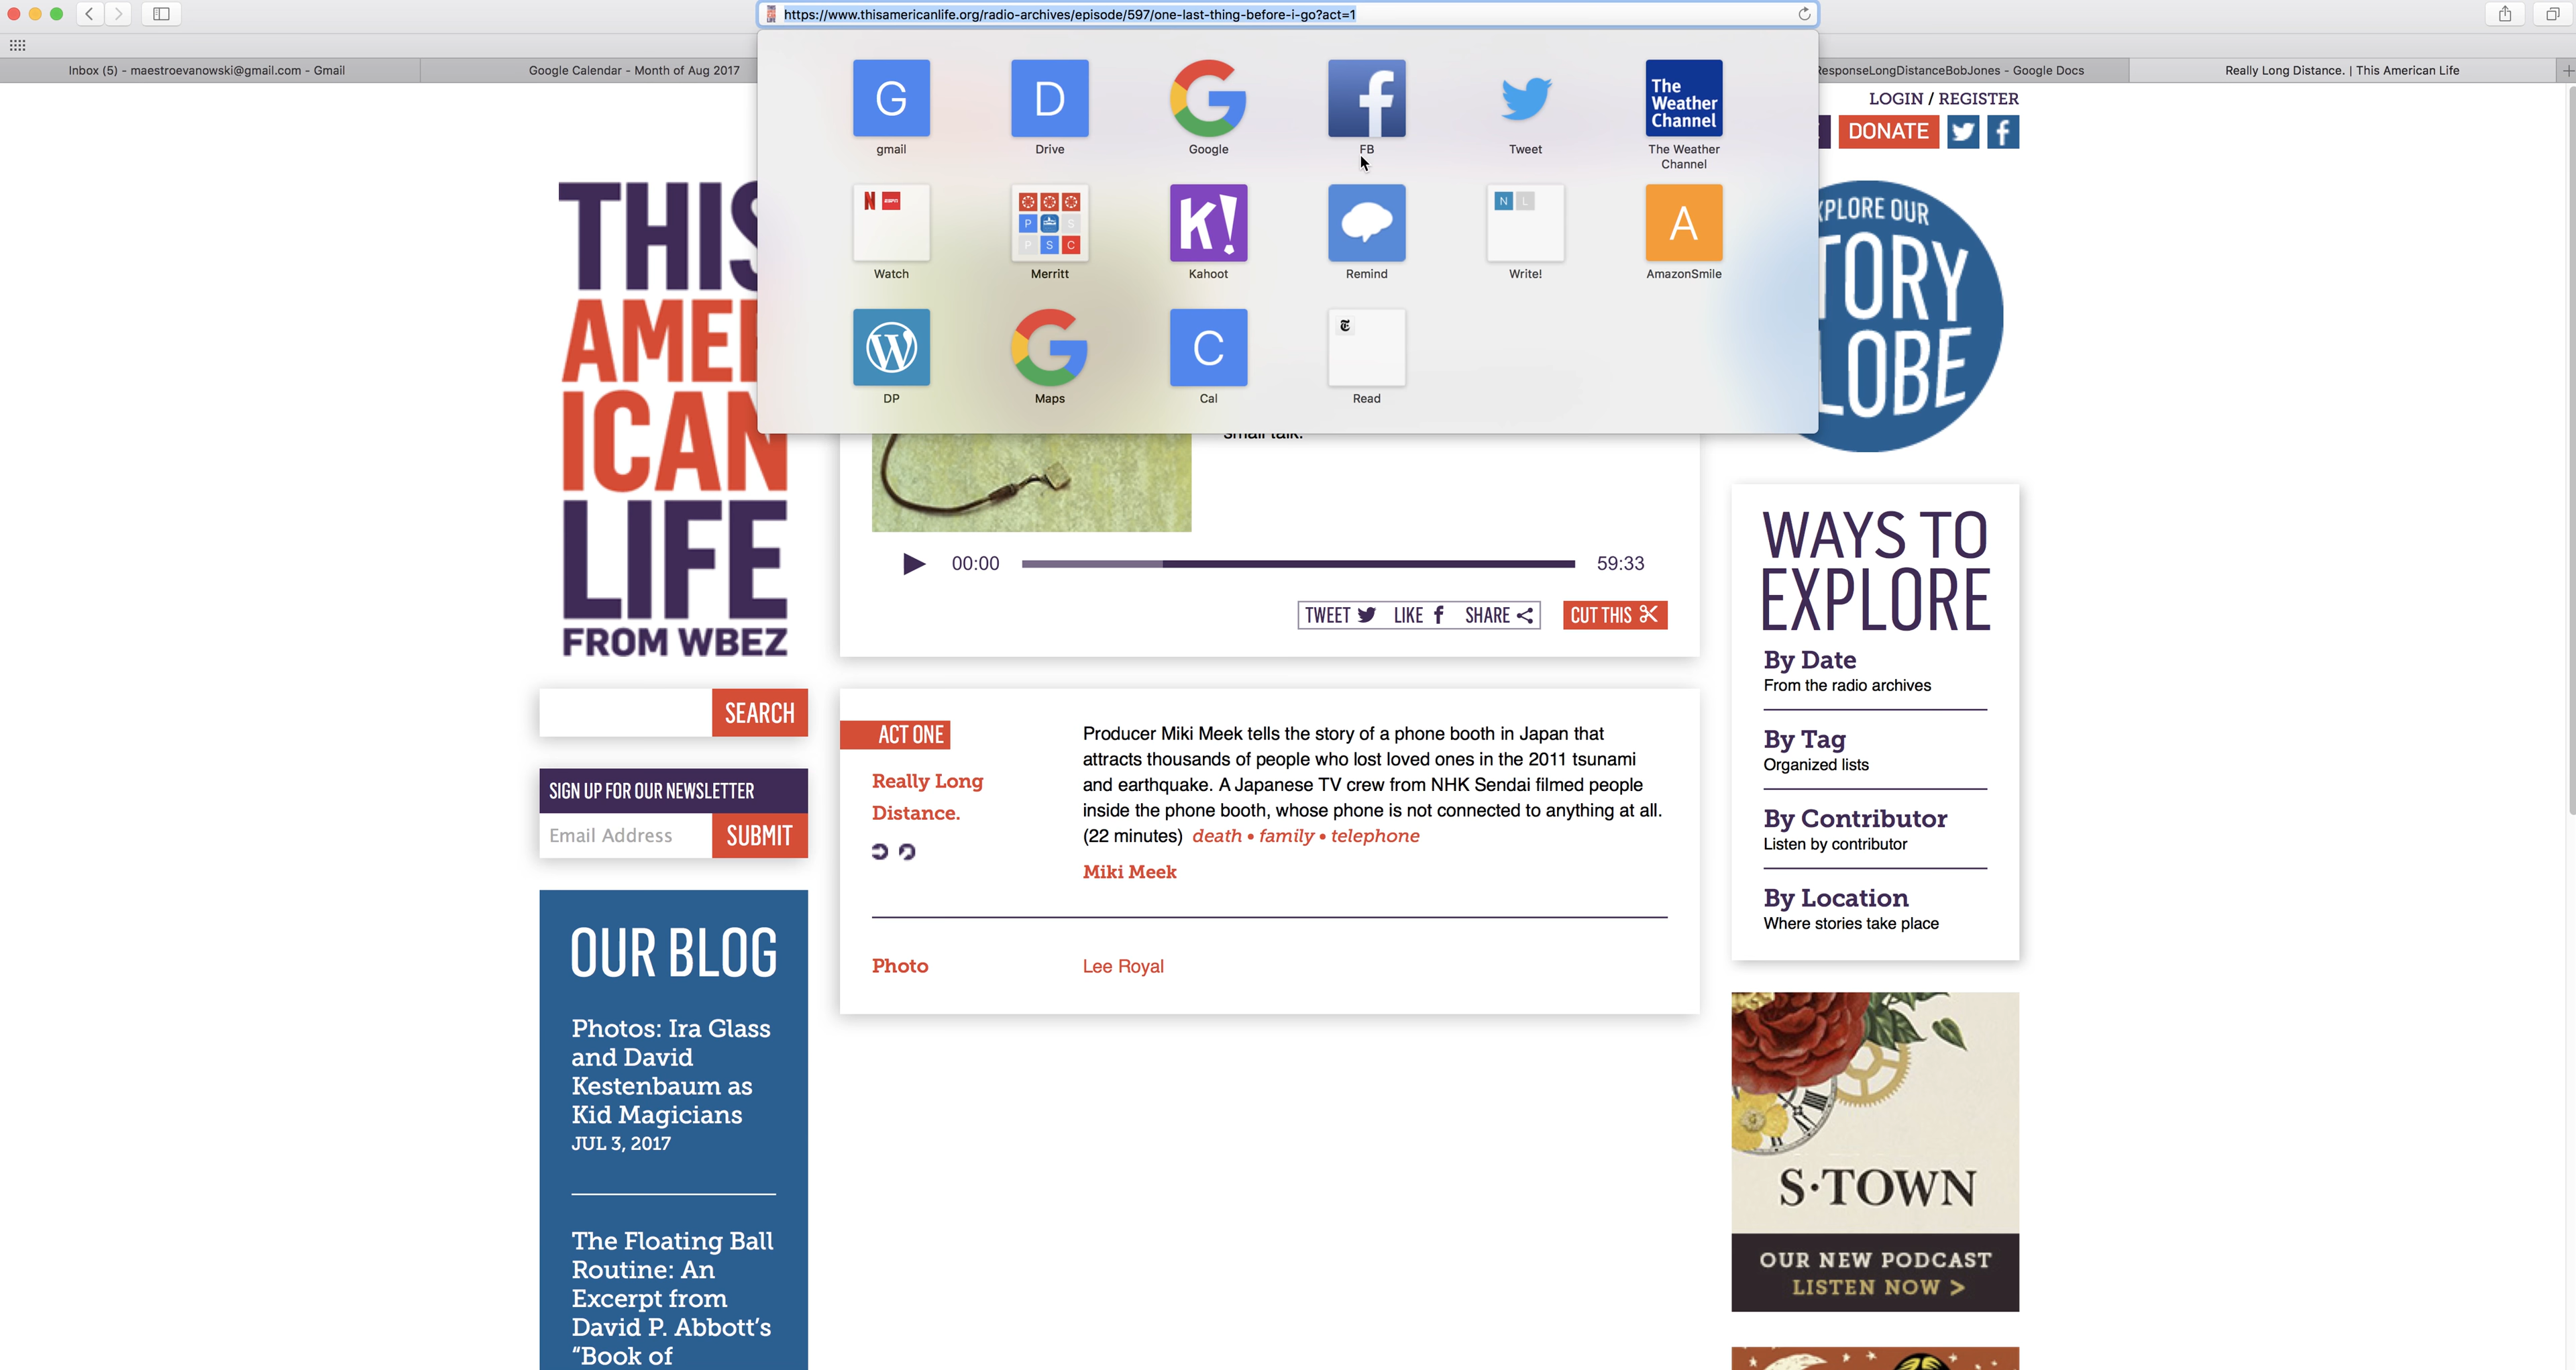 https://www.thisamericanlife.org/radio-archives/episode/597/one-last-thing-before-i-go?act=1
Inbox (5) - maestroevanowski@gmail.com - Gmail
Google Calendar - Month of Aug 2017
esponseLongDistanceBobJones - Google Docs
Really Long Distance. | This American Life
G
gmail
D
Drive
Google
FB
Tweet
The
Weather
Channel
The Weather
Channel
N ESPN
Watch
P S
P S C
Merritt
K!
Kahoot
Remind
N L
Write!
A
AmazonSmile
DP
Maps
C
Cal
Read
LOGIN / REGISTER
DONATE
THIS
AMER
ICAN
LIFE
FROM WBEZ
SEARCH
SIGN UP FOR OUR NEWSLETTER
Email Address
SUBMIT
OUR BLOG
Photos: Ira Glass
and David
Kestenbaum as
Kid Magicians
JUL 3, 2017
The Floating Ball
Routine: An
Excerpt from
David P. Abbott's
"Book of
small talk.
00:00
59:33
TWEET
LIKE
SHARE
CUT THIS
ACT ONE
Really Long
Distance.
Producer Miki Meek tells the story of a phone booth in Japan that
attracts thousands of people who lost loved ones in the 2011 tsunami
and earthquake. A Japanese TV crew from NHK Sendai filmed people
inside the phone booth, whose phone is not connected to anything at all.
(22 minutes) death • family • telephone
Miki Meek
Photo
Lee Royal
XPLORE OUR
TORY
LOBE
WAYS TO
EXPLORE
By Date
From the radio archives
By Tag
Organized lists
By Contributor
Listen by contributor
By Location
Where stories take place
S·TOWN
OUR NEW PODCAST
LISTEN NOW >